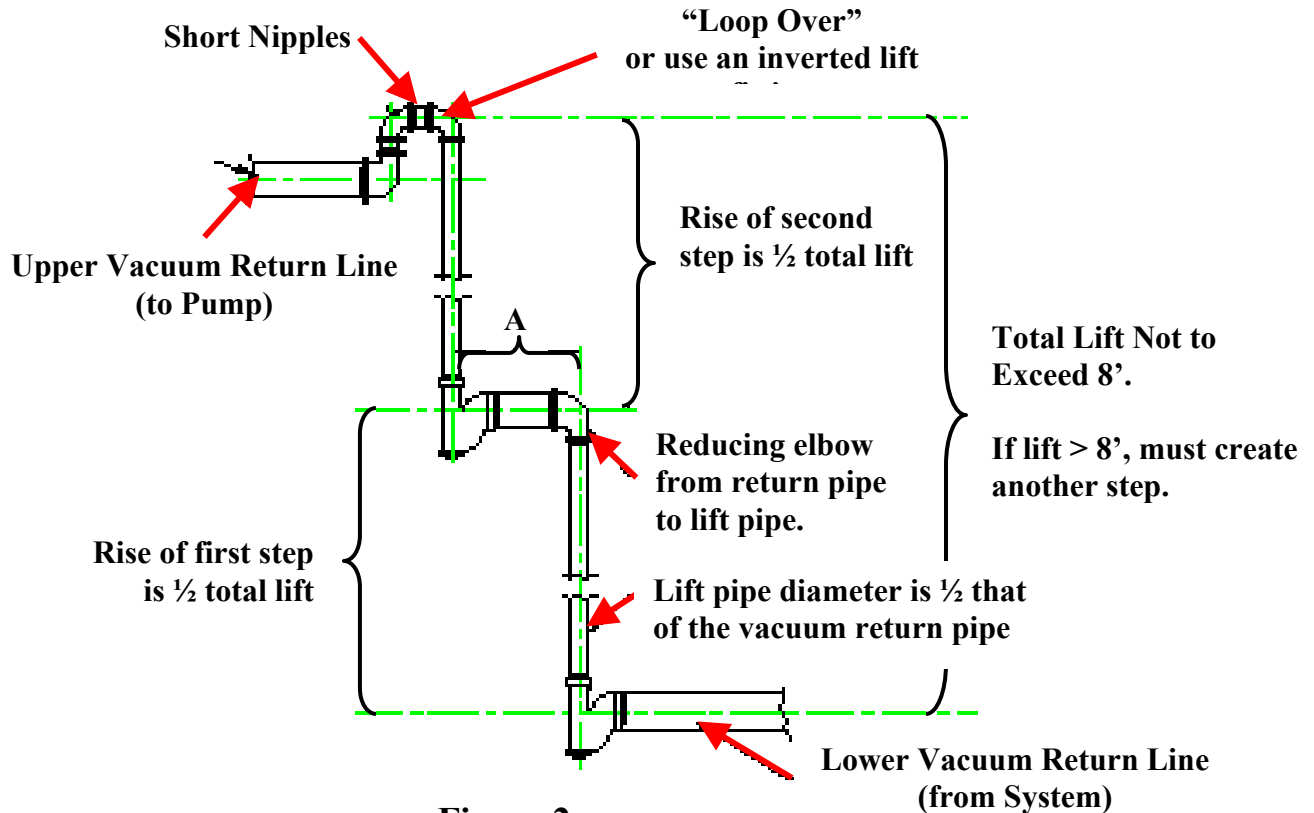 Short Nipples
“Loop Over”
or use an inverted lift
Upper Vacuum Return Line
(to Pump)
Rise of second
step is ½ total lift
A
Total Lift Not to
Exceed 8’.
If lift > 8’, must create
another step.
Reducing elbow
from return pipe
to lift pipe.
Rise of first step
is ½ total lift
Lift pipe diameter is ½ that
of the vacuum return pipe
Lower Vacuum Return Line
(from System)